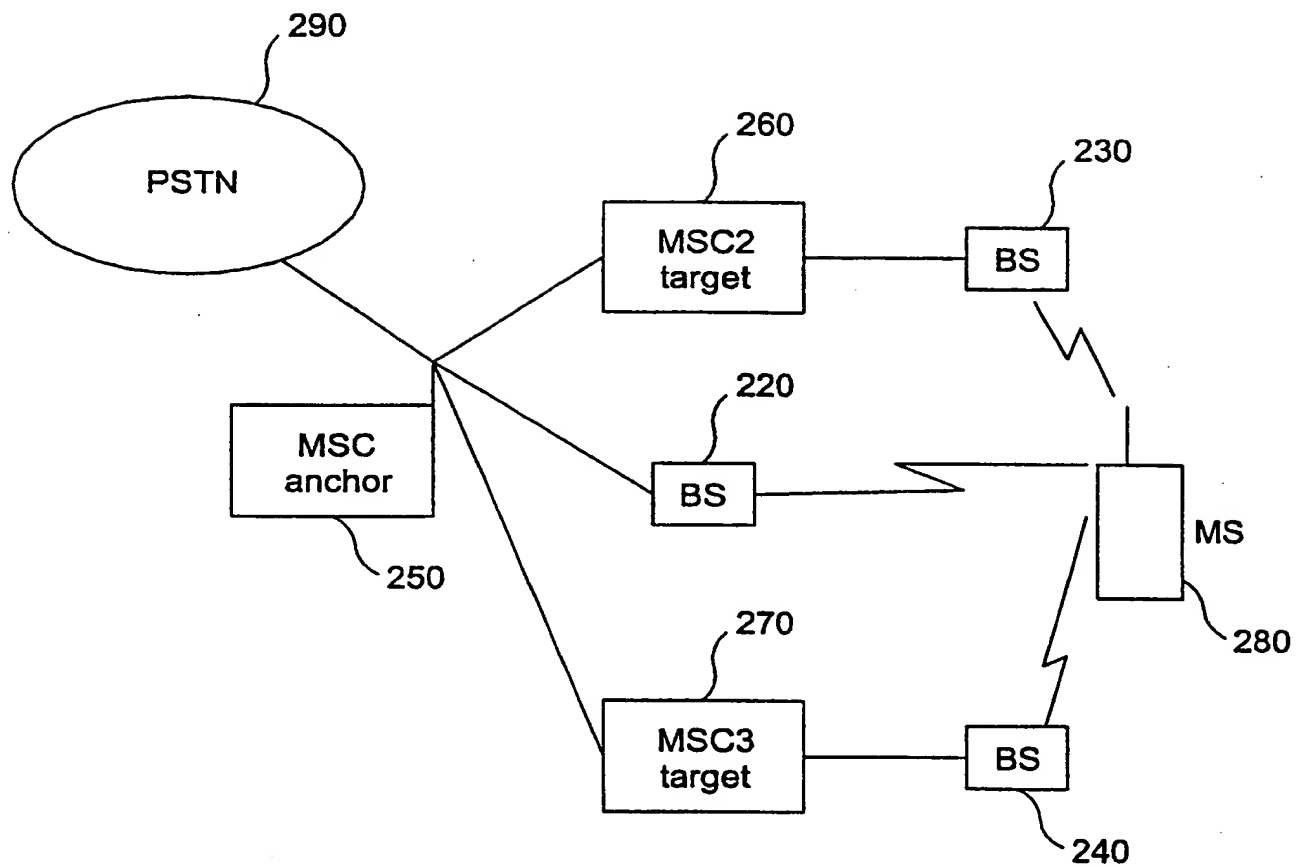 290
PSTN
260
MSC2
target
230
BS
MSC
anchor
250
220
BS
MS
280
270
MSC3
target
BS
240